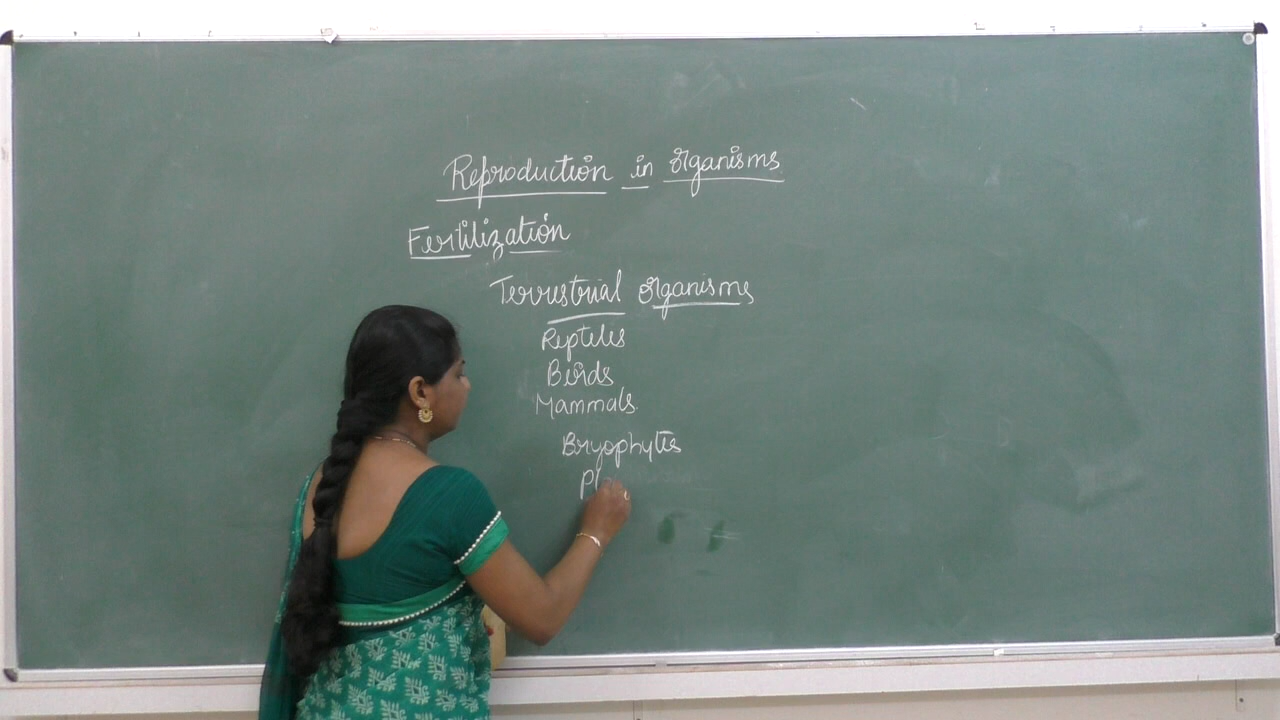 Reproduction in organisms
Fertilization
Terrestrial organisms
Reptiles
Birds
Mammals.
Bryophytes